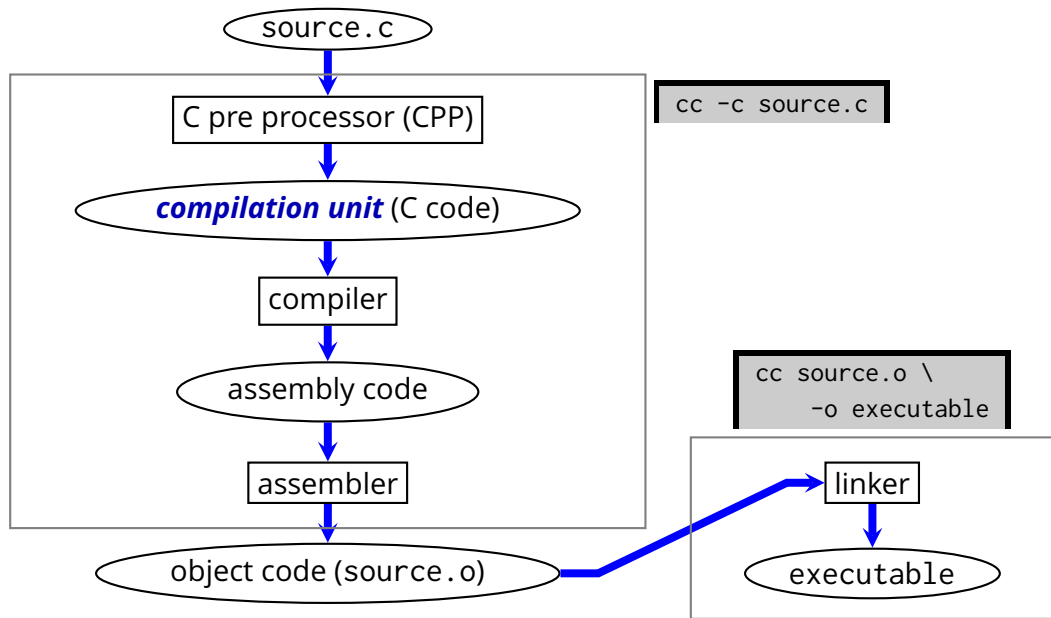 source.c
C pre processor (CPP)
cc -c source.c
compilation unit (C code)
compiler
assembly code
assembler
object code (source.o)
cc source.o \
-o executable
linker
executable